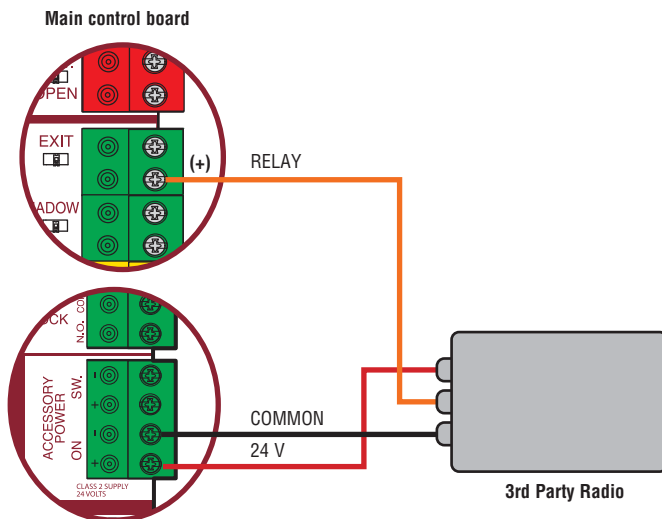 Main control board
OPEN
EXIT
(+)
RELAY
ADOW
N.O.
ACCESSORY
POWER
SW.
ON
-
+
-
+
COMMON
24 V
CLASS 2 SUPPLY
24 VOLTS
3rd Party Radio